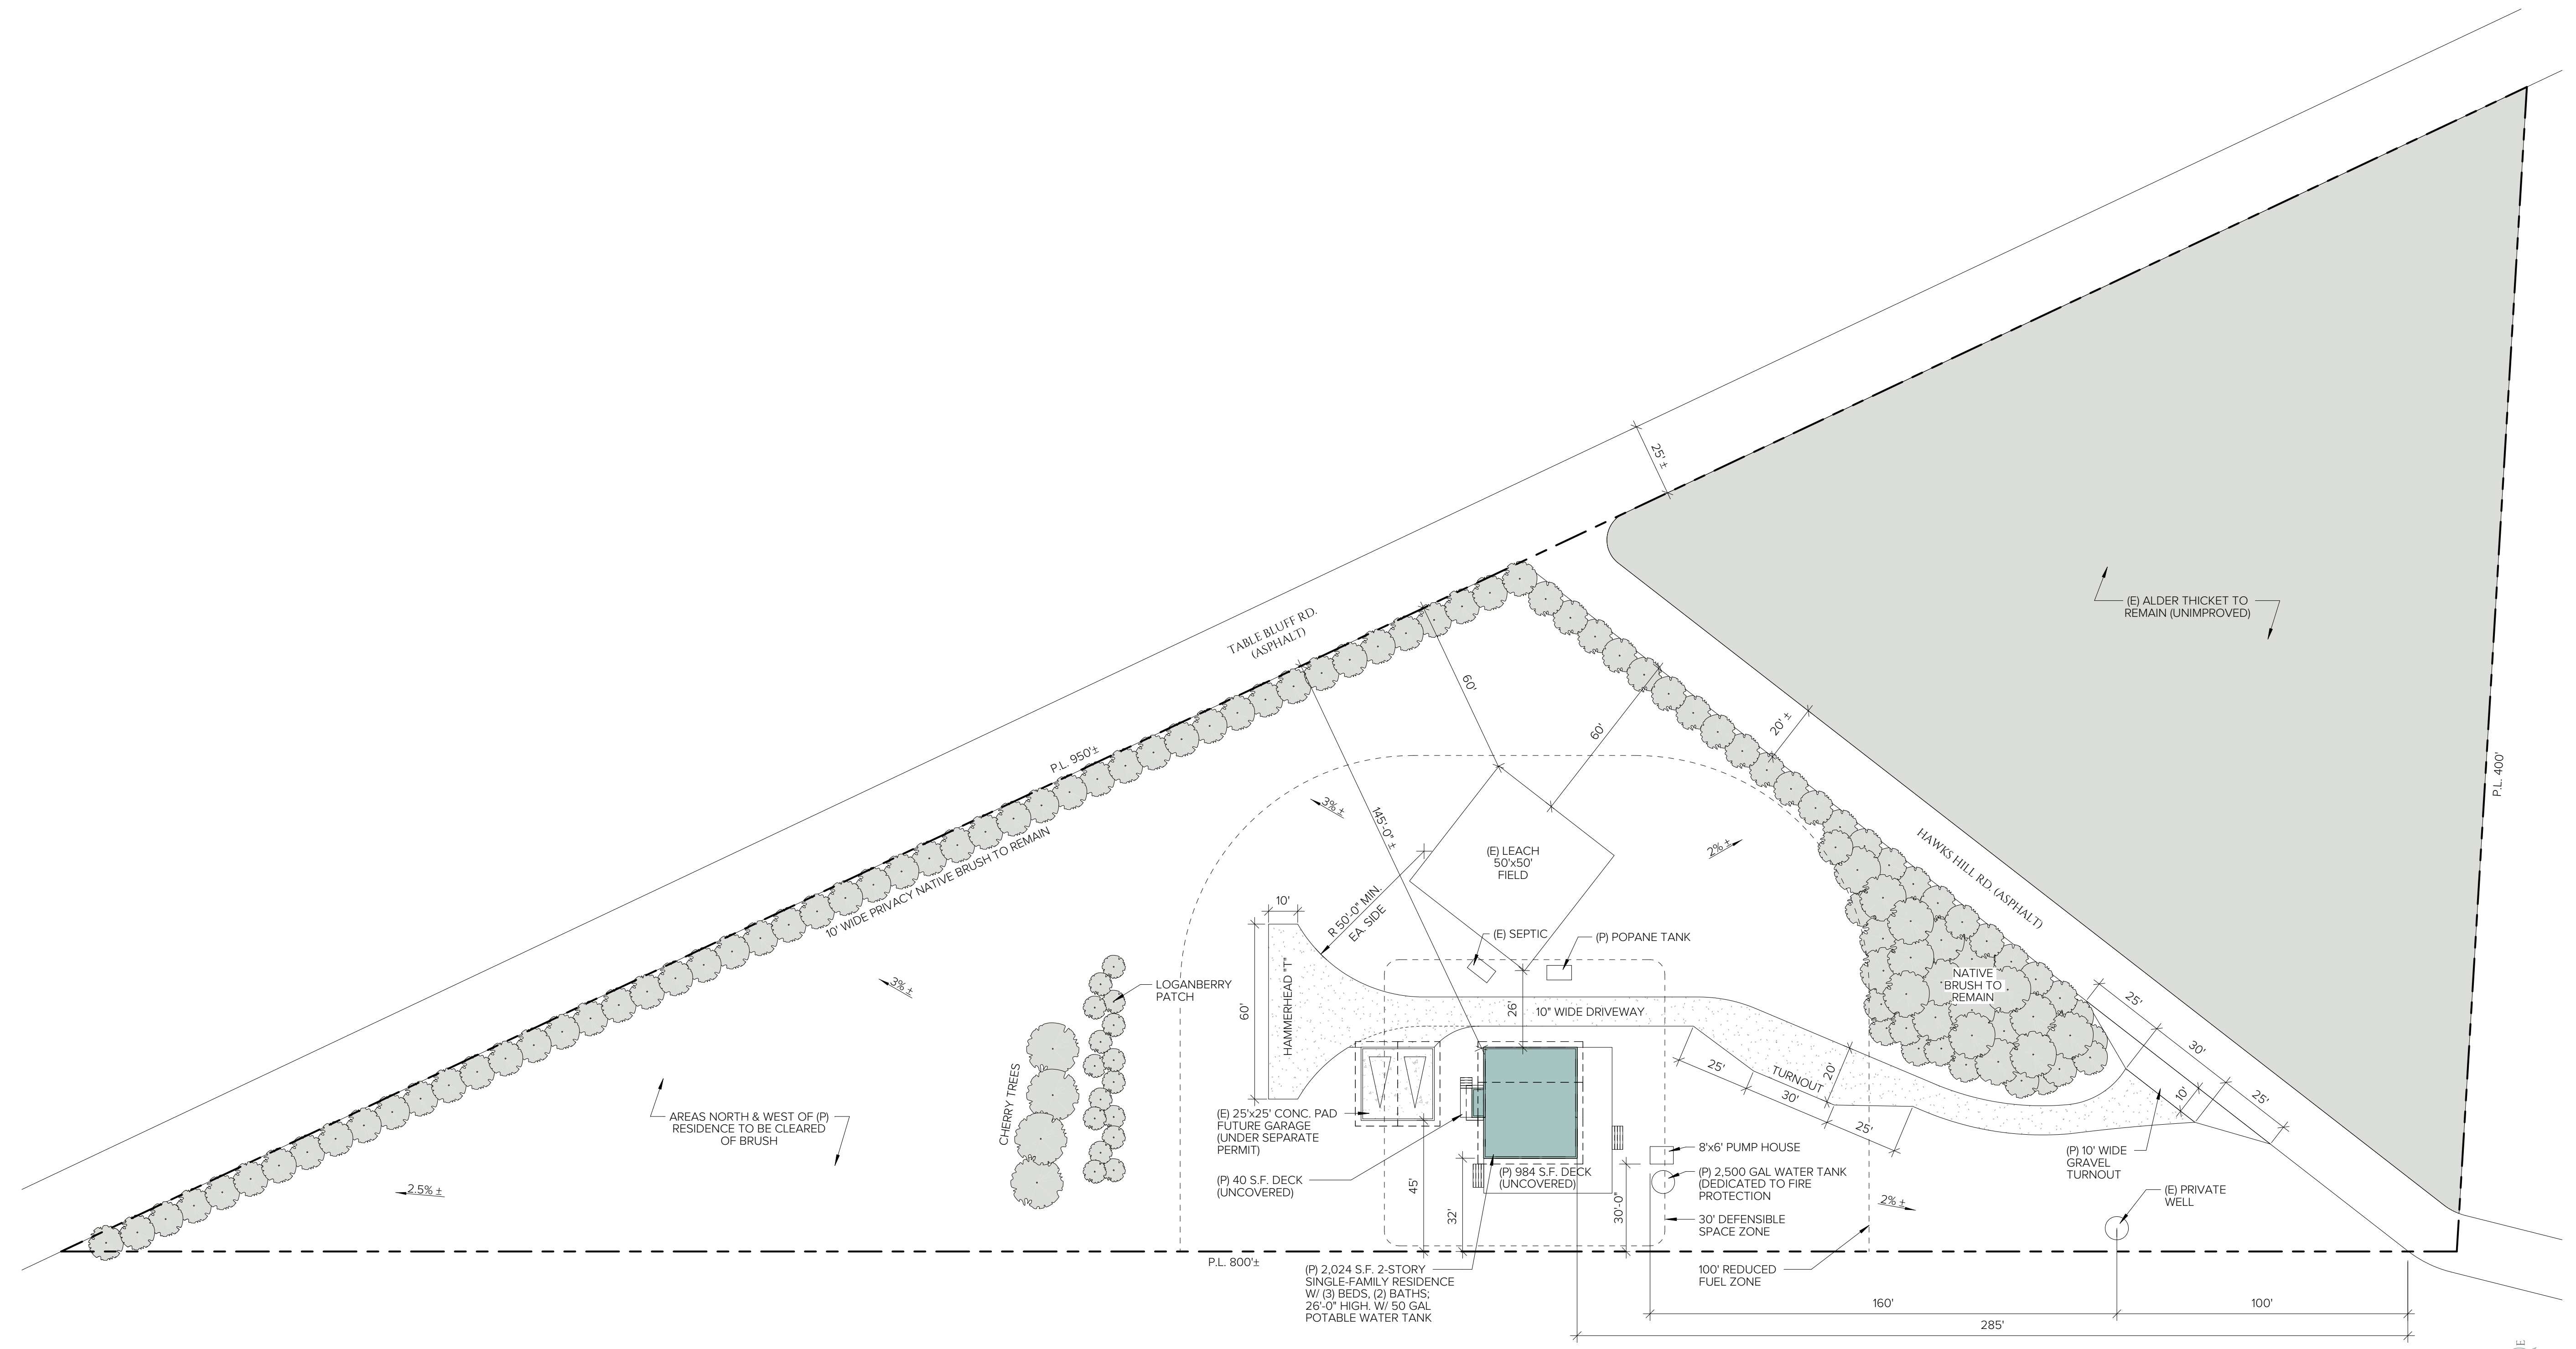 25' ±
(E) ALDER THICKET TO
REMAIN (UNIMPROVED)
TABLE BLUFF RD.
(ASPHALT)
60'
60'
20' ±
P.L. 400'
P.L. 950'±
10' WIDE PRIVACY NATIVE BRUSH TO REMAIN
3% ±
145'-0" ±
2% ±
HAWKS HILL RD. (ASPHALT)
(E) LEACH
50'x50'
FIELD
R 50'-0" MIN.
EA. SIDE
10'
(E) SEPTIC
(P) POPANE TANK
3% ±
LOGANBERRY
PATCH
NATIVE
BRUSH TO
REMAIN
60'
HAMMERHEAD "T"
26'
10" WIDE DRIVEWAY
25'
30'
25'
10'
25'
TURNOUT
20'
30'
25'
CHERRY TREES
AREAS NORTH & WEST OF (P)
RESIDENCE TO BE CLEARED
OF BRUSH
(E) 25'x25' CONC. PAD
FUTURE GARAGE
(UNDER SEPARATE
PERMIT)
(P) 40 S.F. DECK
(UNCOVERED)
(P) 984 S.F. DECK
(UNCOVERED)
8'x6' PUMP HOUSE
(P) 2,500 GAL WATER TANK
(DEDICATED TO FIRE
PROTECTION
30' DEFENSIBLE
SPACE ZONE
(P) 10' WIDE
GRAVEL
TURNOUT
(E) PRIVATE
WELL
2.5% ±
45'
32'
30'-0"
2% ±
P.L. 800'±
(P) 2,024 S.F. 2-STORY
SINGLE-FAMILY RESIDENCE
W/ (3) BEDS, (2) BATHS;
26'-0" HIGH. W/ 50 GAL
POTABLE WATER TANK
100' REDUCED
FUEL ZONE
160'
100'
285'